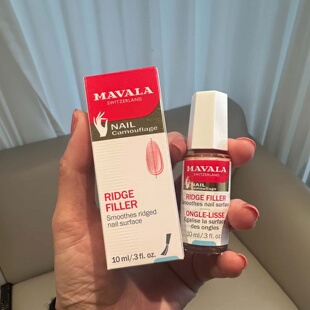 MAVALA
SWITZERLAND
NAIL
Camouflage
RIDGE
FILLER
Smoothes ridged
nail surface
10 ml/.3 fl. oz.
MAVALA
SWITZERLAND
NAIL
Camouflage
RIDGE FILLER
Smoothes nail surface
ONGLE-LISSE
Egalise la surface
des ongles
10 ml/.3 fl. oz.